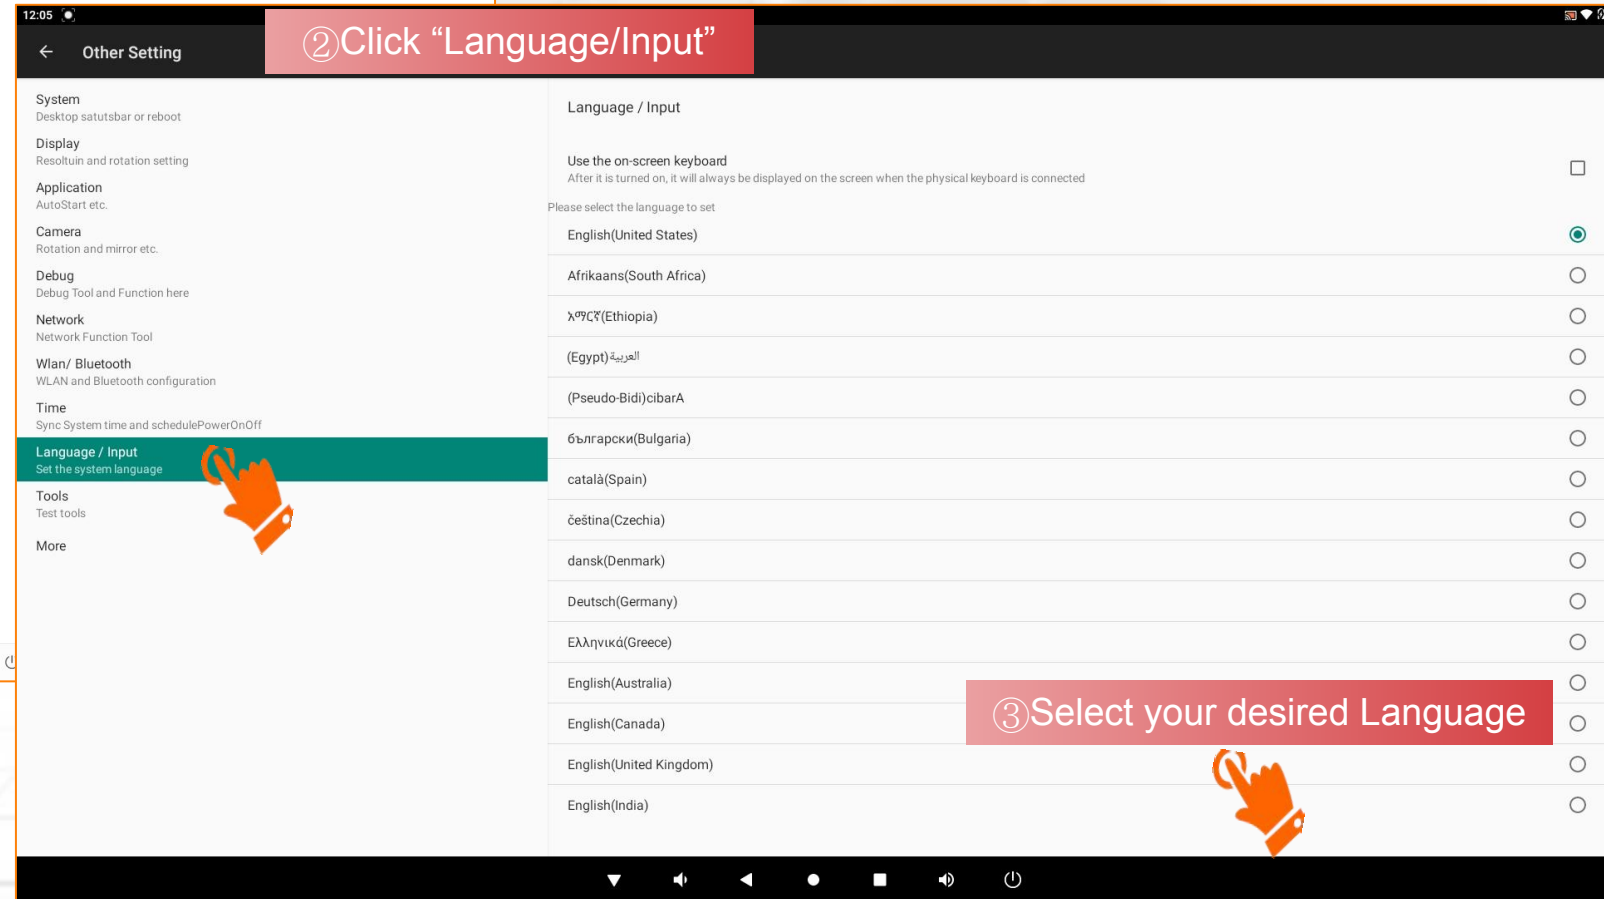 12:05
②Click “Language/Input”
Other Setting
System
Desktop satutsbar or reboot
Display
Resoltuin and rotation setting
Application
AutoStart etc.
Camera
Rotation and mirror etc.
Debug
Debug Tool and Function here
Network
Network Function Tool
Wlan/ Bluetooth
WLAN and Bluetooth configuration
Time
Sync System time and schedulePowerOnOff
Language / Input
Set the system language
Tools
Test tools
More
Language / Input
Use the on-screen keyboard
After it is turned on, it will always be displayed on the screen when the physical keyboard is connected
Please select the language to set
English(United States)
Afrikaans(South Africa)
አማርኛ(Ethiopia)
العربية(Egypt)
(Pseudo-Bidi)cibarA
български(Bulgaria)
català(Spain)
čeština(Czechia)
dansk(Denmark)
Deutsch(Germany)
Ελληνικά(Greece)
English(Australia)
English(Canada)
English(United Kingdom)
English(India)
③Select your desired Language